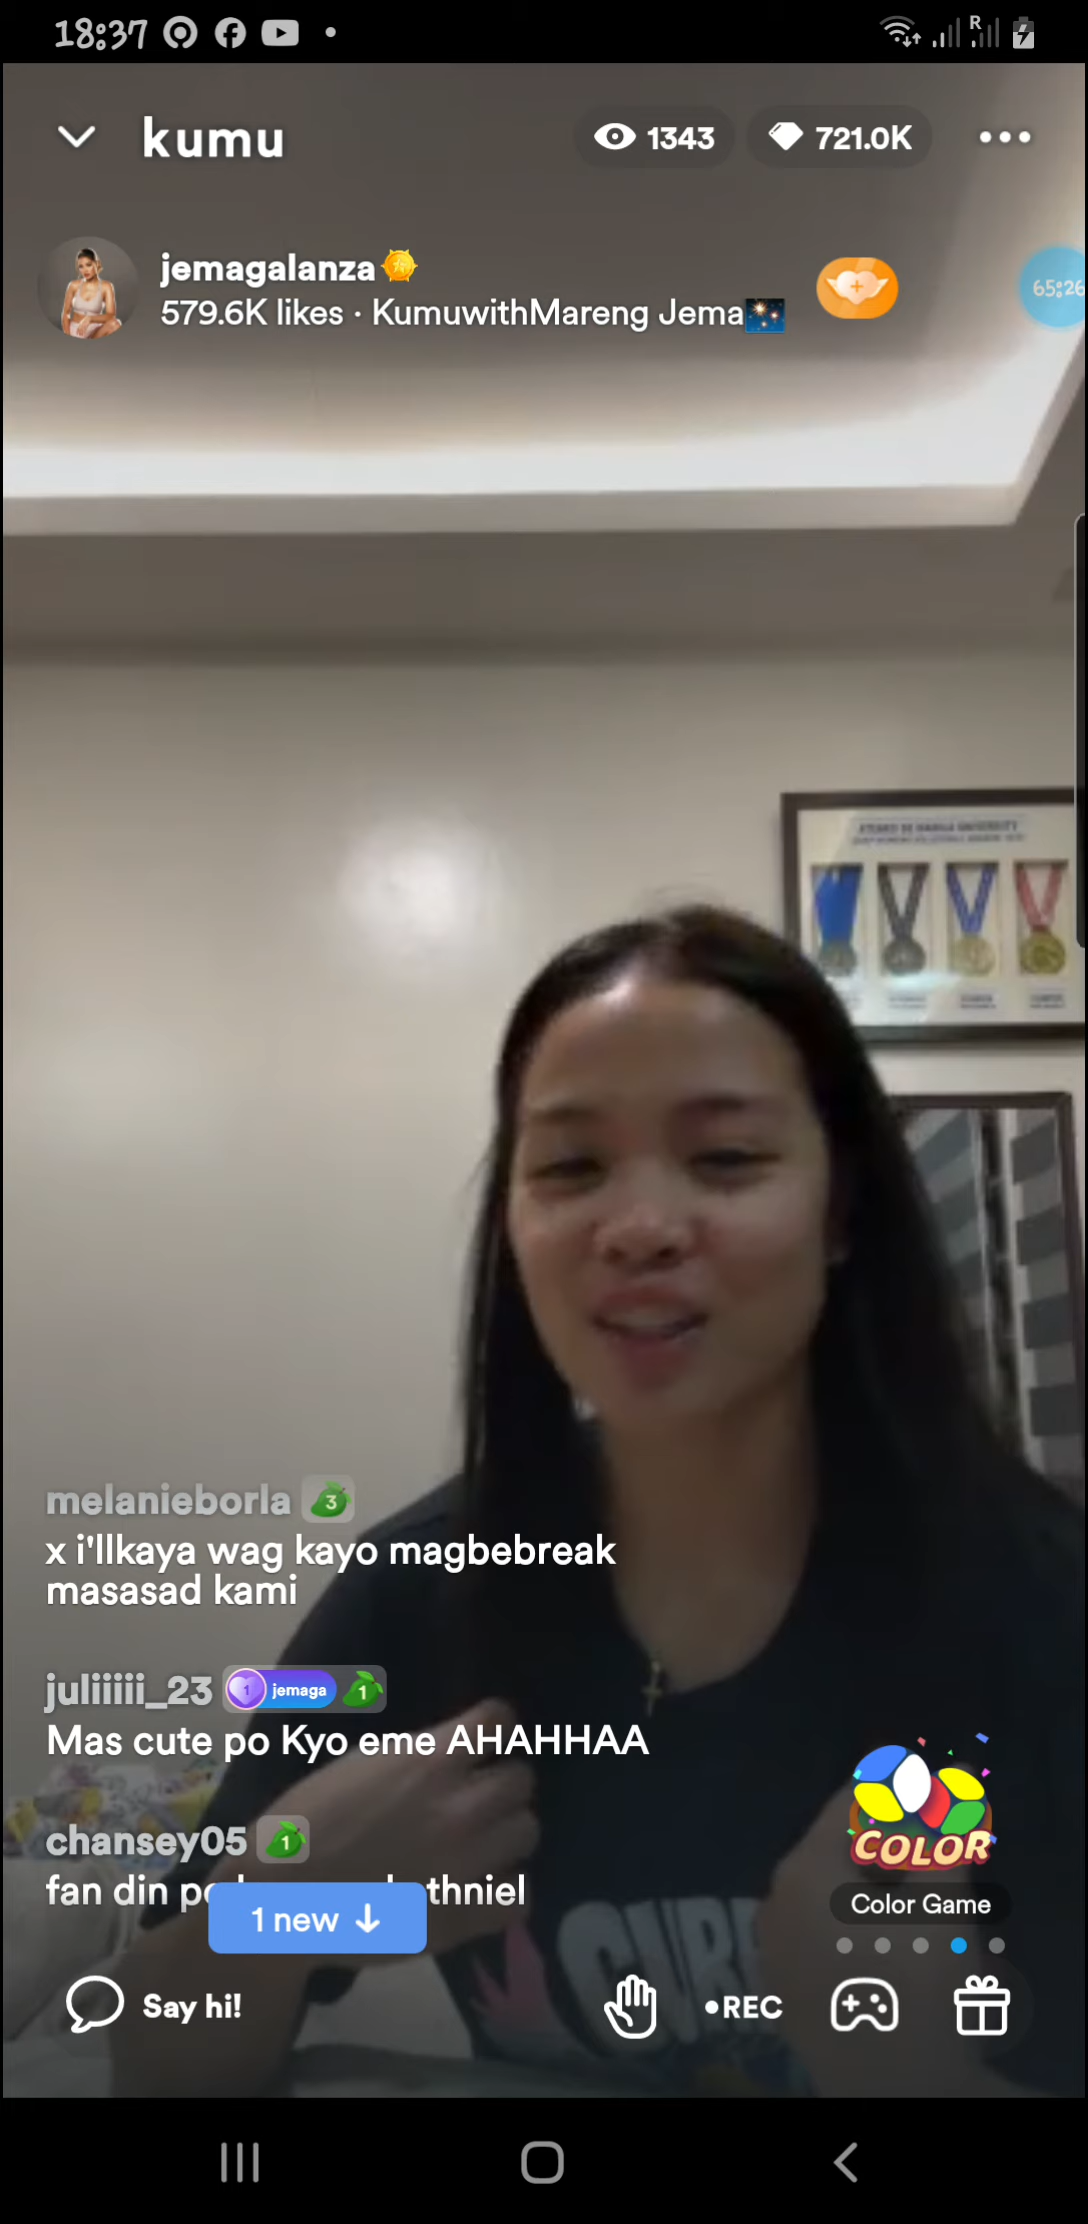 18:37
kumu
1343
721.0K
jemagalanza
579.6K likes · KumuwithMareng Jema
65:26
melanieborla 3
x i'llkaya wag kayo magbebreak
masasad kami
juliiiii_23 1 jemaga 1
Mas cute po Kyo eme AHAHHAA
chansey05 1
fan din thniel
1 new
COLOR
Color Game
Say hi!
•REC
R